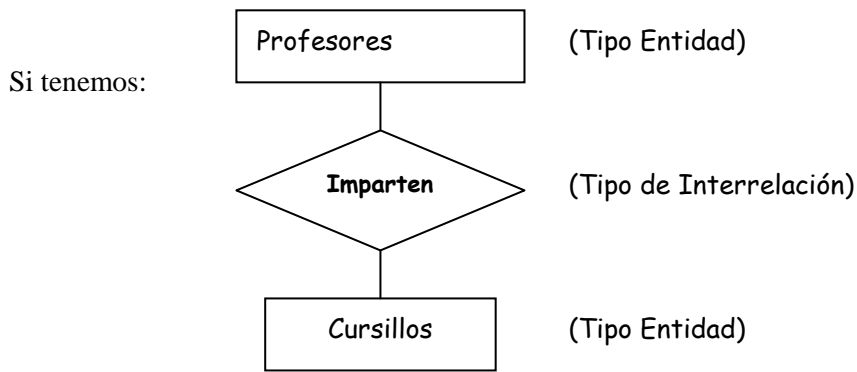 Profesores (Tipo Entidad)
Si tenemos:
Imparten (Tipo de Interrelación)
Cursillos (Tipo Entidad)